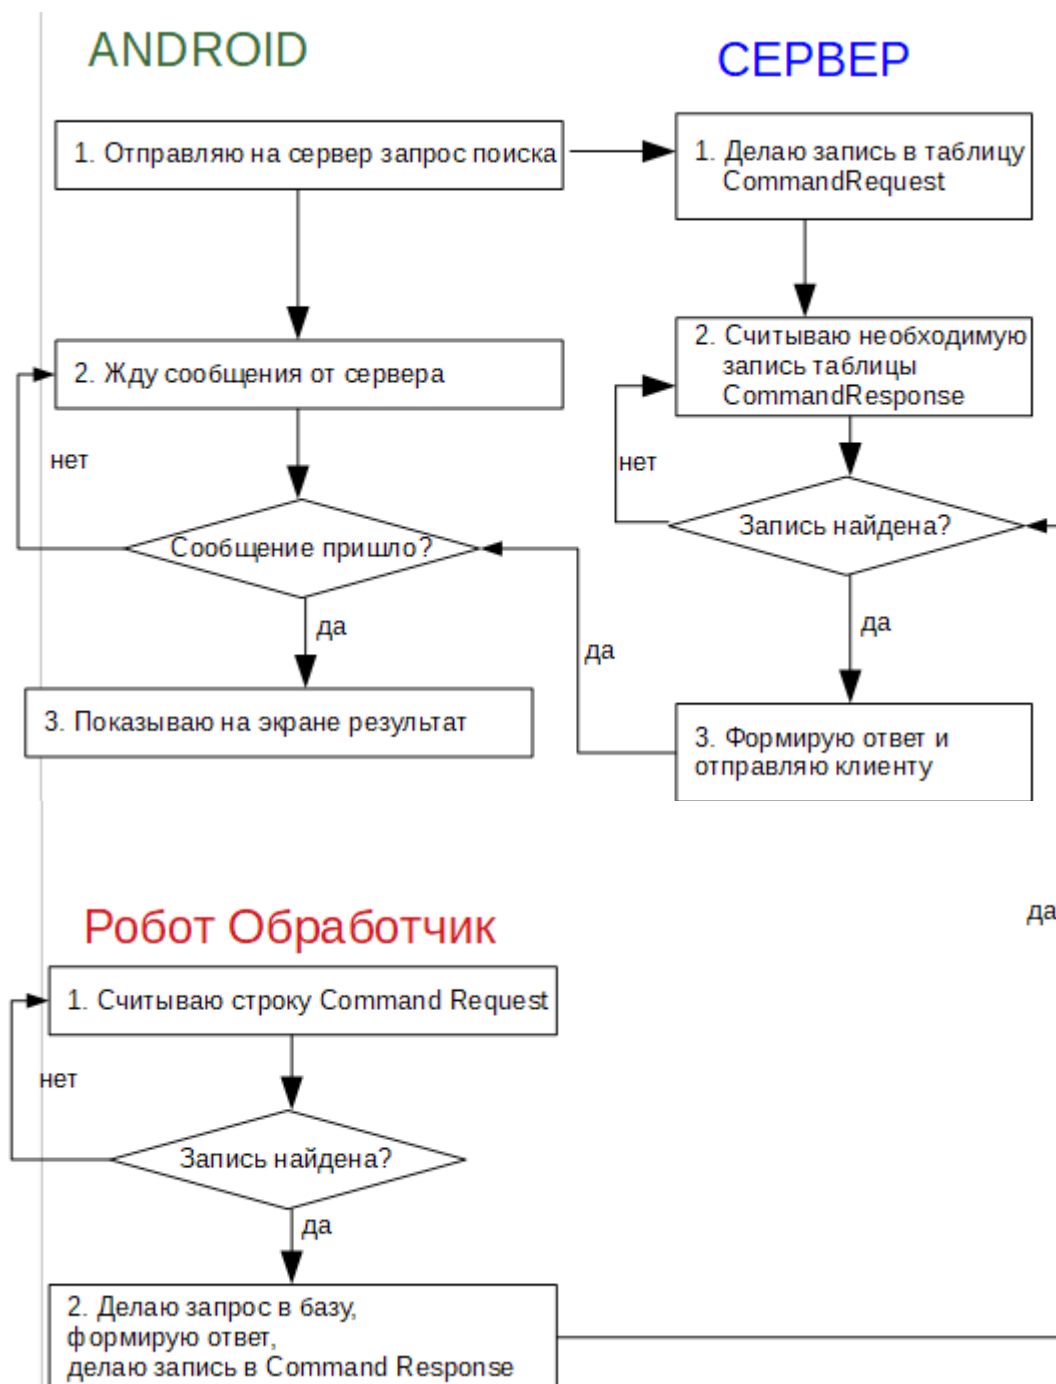 ANDROID
1. Отправляю на сервер запрос поиска
2. Жду сообщения от сервера
нет
Сообщение пришло?
да
3. Показываю на экране результат
СЕРВЕР
1. Делаю запись в таблицу
CommandRequest
2. Считываю необходимую
запись таблицы
CommandResponse
нет
Запись найдена?
да
да
3. Формирую ответ и
отправляю клиенту
Робот Обработчик
да
1. Считываю строку Command Request
нет
Запись найдена?
да
2. Делаю запрос в базу,
формирую ответ,
делаю запись в Command Response